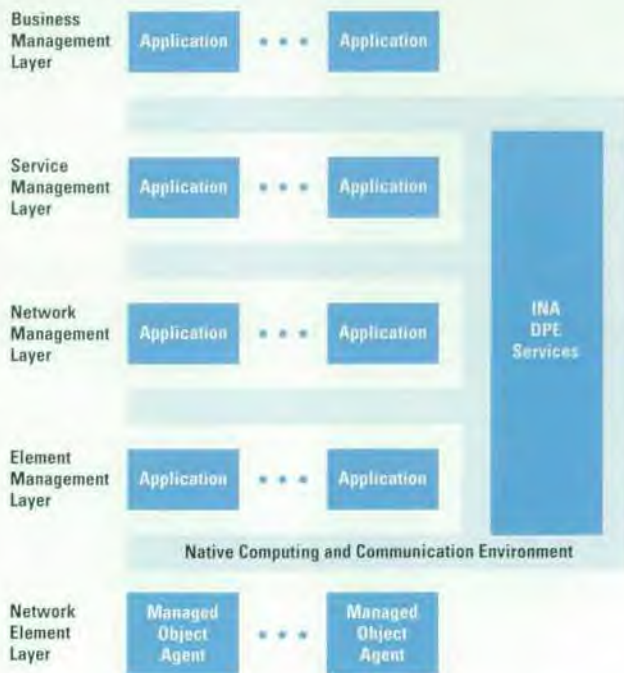 Business
Management
Layer
Application
Application
Service
Management
Layer
Application
Application
INA
DPE
Services
Network
Management
Layer
Application
Application
Element
Management
Layer
Application
Application
Native Computing and Communication Environment
Network
Element
Layer
Managed
Object
Agent
Managed
Object
Agent